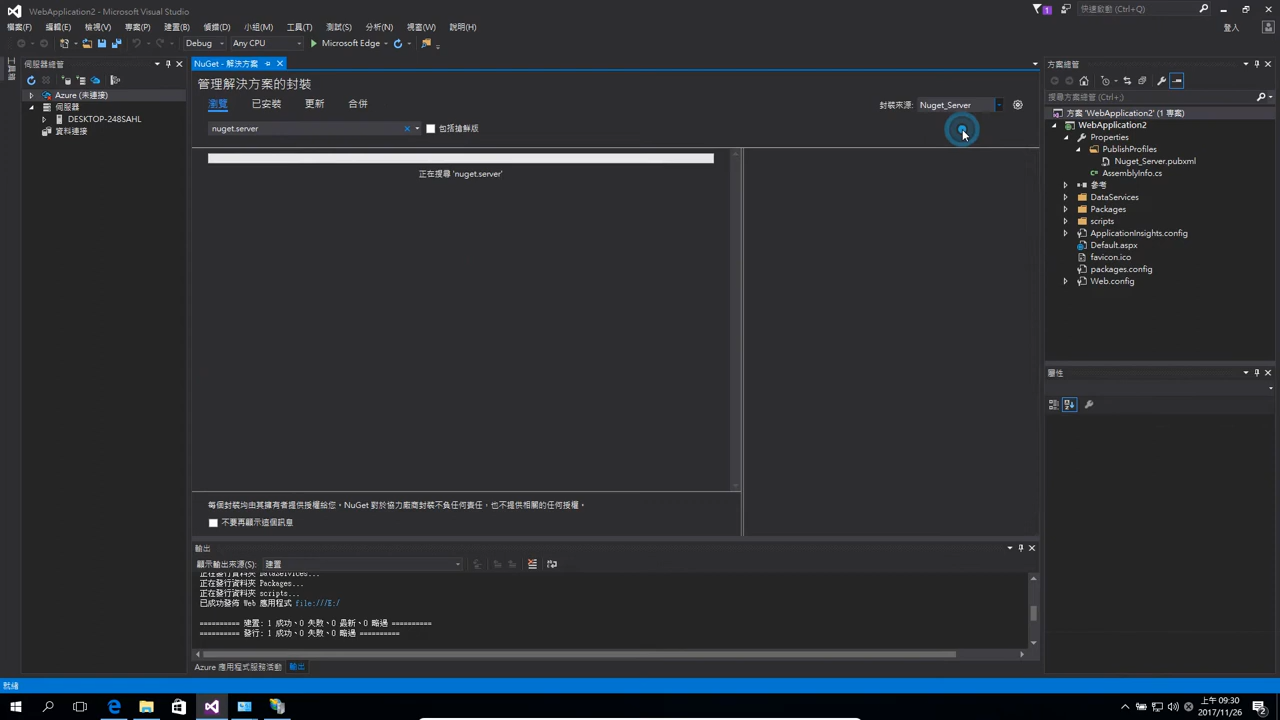 WebApplication2 - Microsoft Visual Studio
1
快速啟動 (Ctrl+Q)
檔案(F) 編輯(E) 檢視(V) 專案(P) 建置(B) 偵錯(D) 小組(M) 工具(T) 測試(S) 分析(N) 視窗(W) 說明(H)
登入
Debug Any CPU Microsoft Edge
伺服器總管
Azure (未連接)
伺服器
DESKTOP-248SAHL
資料連接
NuGet - 解決方案
管理解決方案的封裝
瀏覽 已安裝 更新 合併
封裝來源: Nuget_Server
nuget.server
包括搶鮮版
正在搜尋 'nuget.server'
每個封裝均由其擁有者提供授權給您。NuGet 對於協力廠商封裝不負任何責任，也不提供相關的任何授權。
不要再顯示這個訊息
輸出
顯示輸出來源(S): 建置
正在發行資料夾 DataServices...
正在發行資料夾 Packages...
正在發行資料夾 scripts...
已成功發佈 Web 應用程式 file:///E:/
========== 建置: 1 成功、0 失敗、0 最新、0 略過 ==========
========== 發行: 1 成功、0 失敗、0 略過 ==========
Azure 應用程式服務活動 輸出
方案總管
搜尋方案總管 (Ctrl+;)
方案 'WebApplication2' (1 專案)
WebApplication2
Properties
PublishProfiles
Nuget_Server.pubxml
AssemblyInfo.cs
參考
DataServices
Packages
scripts
ApplicationInsights.config
Default.aspx
favicon.ico
packages.config
Web.config
屬性
就緒
上午 09:30
2017/11/26
2